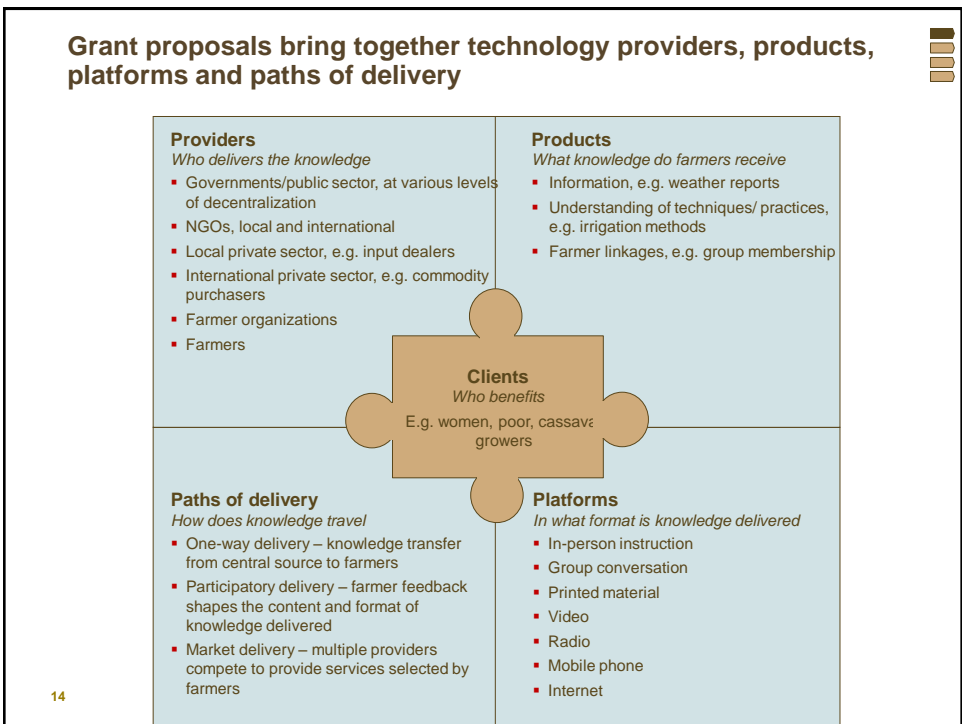 Grant proposals bring together technology providers, products,
platforms and paths of delivery
Providers
Who delivers the knowledge
▪ Governments/public sector, at various levels
of decentralization
▪ NGOs, local and international
▪ Local private sector, e.g. input dealers
▪ International private sector, e.g. commodity
purchasers
▪ Farmer organizations
▪ Farmers
Products
What knowledge do farmers receive
▪ Information, e.g. weather reports
▪ Understanding of techniques/ practices,
e.g. irrigation methods
▪ Farmer linkages, e.g. group membership
Clients
Who benefits
E.g. women, poor, cassava
growers
Paths of delivery
How does knowledge travel
▪ One-way delivery – knowledge transfer
from central source to farmers
▪ Participatory delivery – farmer feedback
shapes the content and format of
knowledge delivered
▪ Market delivery – multiple providers
compete to provide services selected by
farmers
Platforms
In what format is knowledge delivered
▪ In-person instruction
▪ Group conversation
▪ Printed material
▪ Video
▪ Radio
▪ Mobile phone
▪ Internet
14